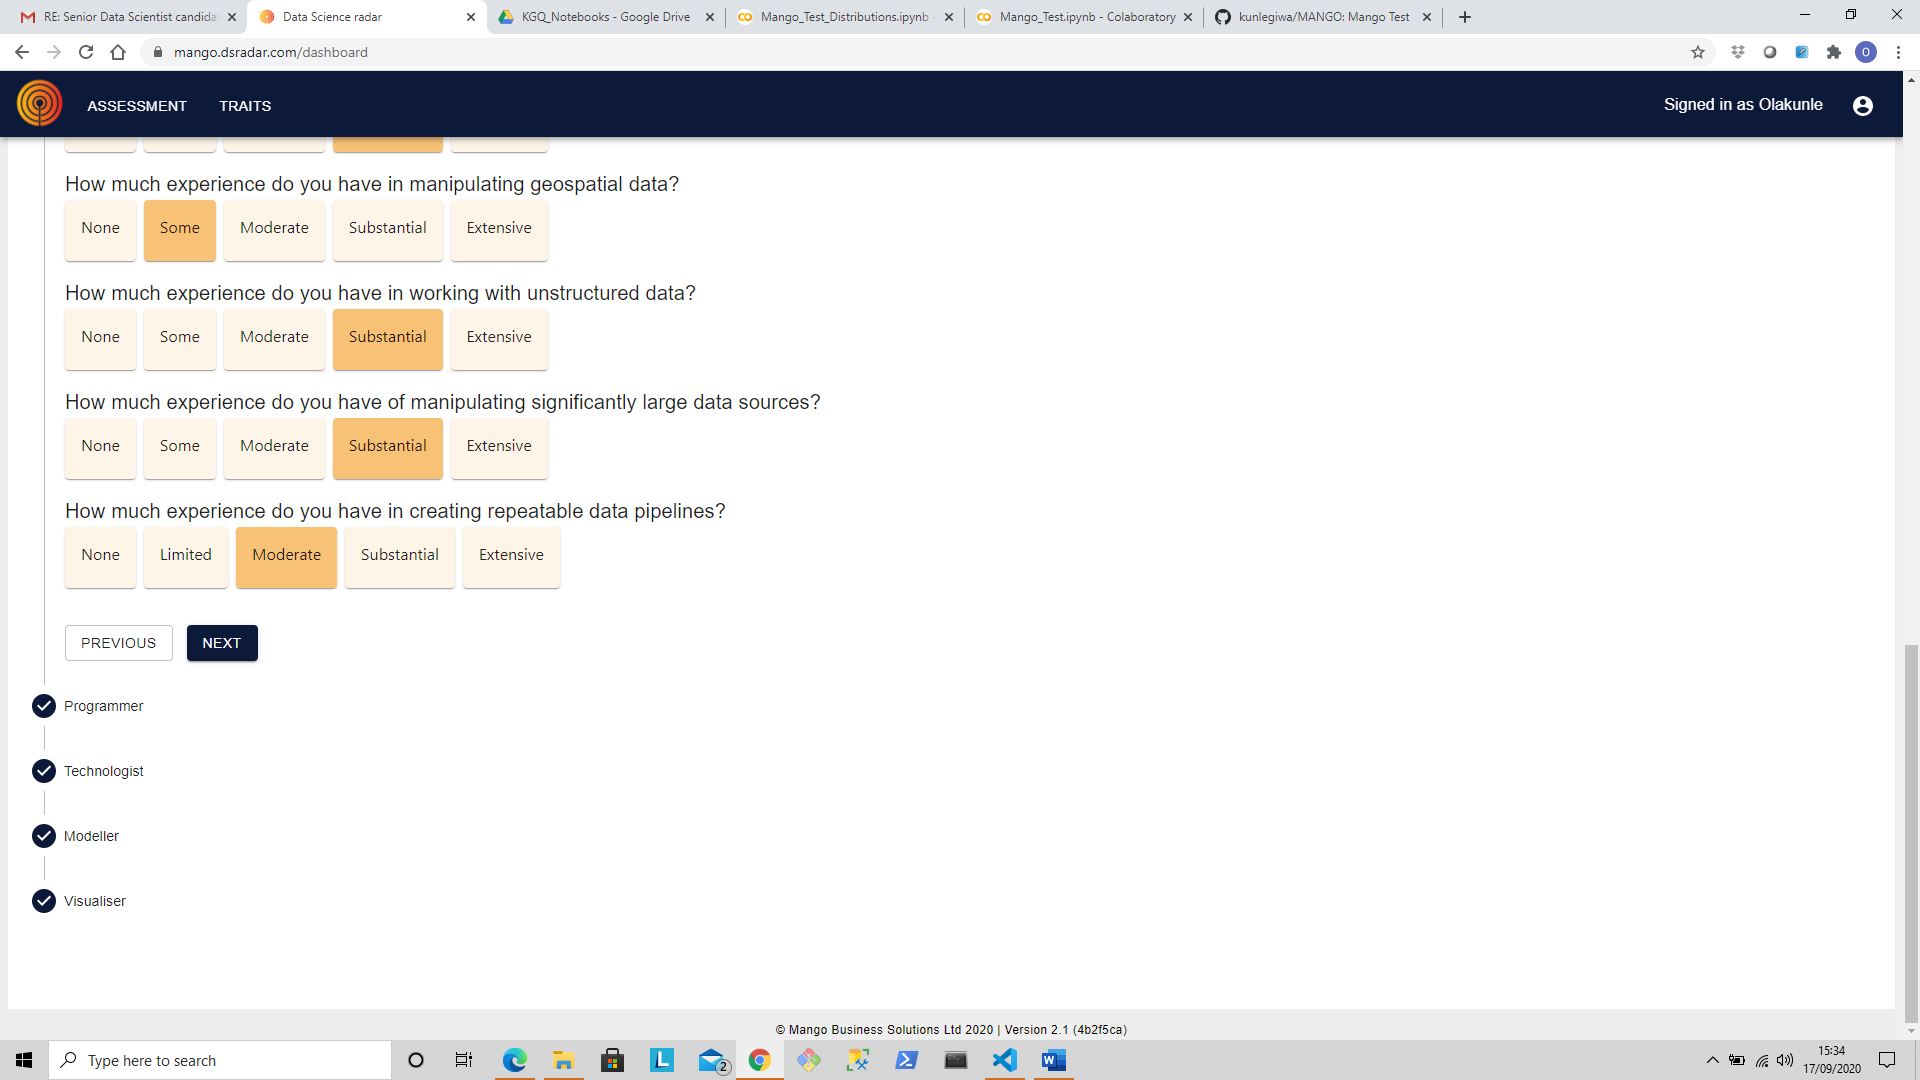 RE: Senior Data Scientist candida
Data Science radar
KGQ_Notebooks - Google Drive
Mango_Test_Distributions.ipynb -
Mango_Test.ipynb - Colaboratory
kunlegiwa/MANGO: Mango Test
mango.dsradar.com/dashboard
O
ASSESSMENT TRAITS Signed in as Olakunle
How much experience do you have in manipulating geospatial data?
None Some Moderate Substantial Extensive
How much experience do you have in working with unstructured data?
None Some Moderate Substantial Extensive
How much experience do you have of manipulating significantly large data sources?
None Some Moderate Substantial Extensive
How much experience do you have in creating repeatable data pipelines?
None Limited Moderate Substantial Extensive
PREVIOUS NEXT
Programmer
Technologist
Modeller
Visualiser
© Mango Business Solutions Ltd 2020 | Version 2.1 (4b2f5ca)
Type here to search
L
2
W
15:34
17/09/2020